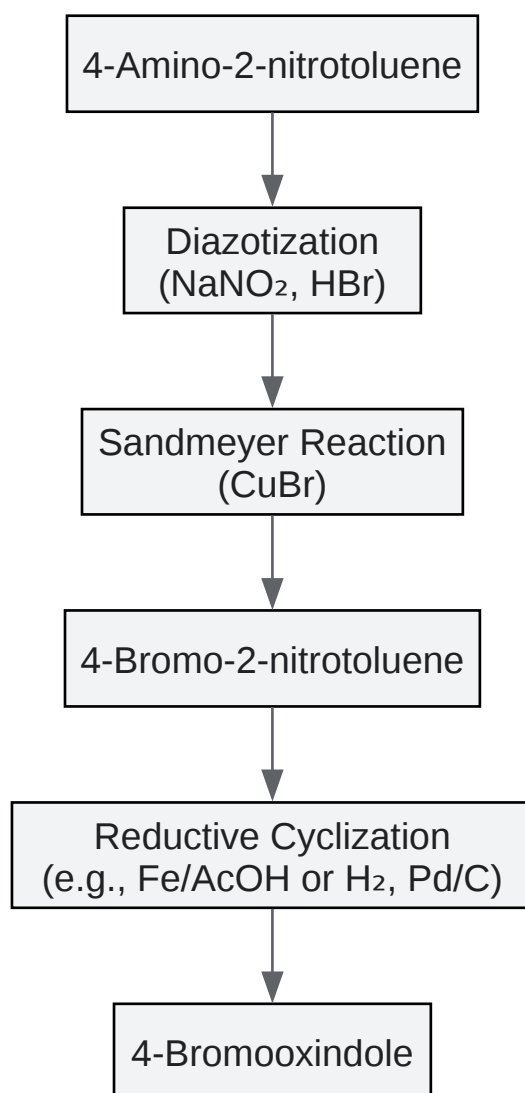 4-Amino-2-nitrotoluene
Diazotization
(NaNO₂, HBr)
Sandmeyer Reaction
(CuBr)
4-Bromo-2-nitrotoluene
Reductive Cyclization
(e.g., Fe/AcOH or H₂, Pd/C)
4-Bromooxindole